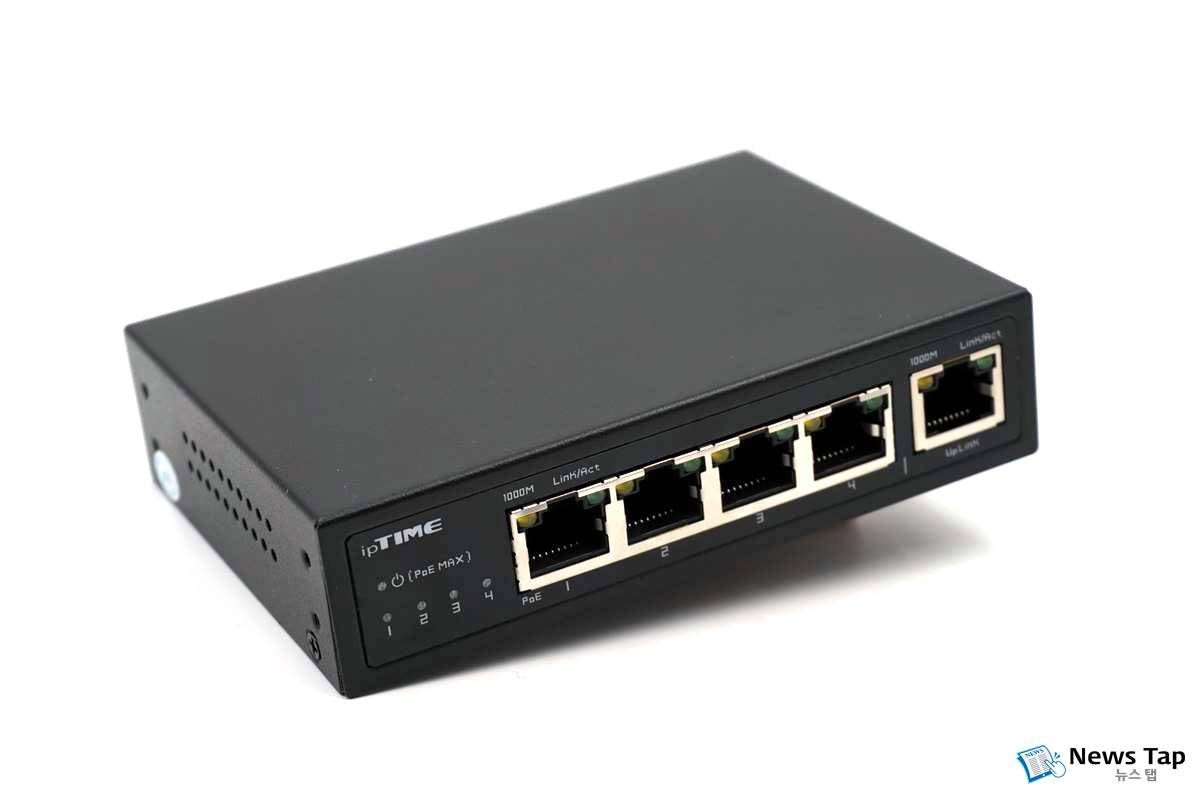 1000M Link/Act
1000M Link/Act
ipTIME
(PoE MAX)
1 2 3 4
PoE 1 2 3 4
UpLink
NEWS
News Tap
뉴스 탭